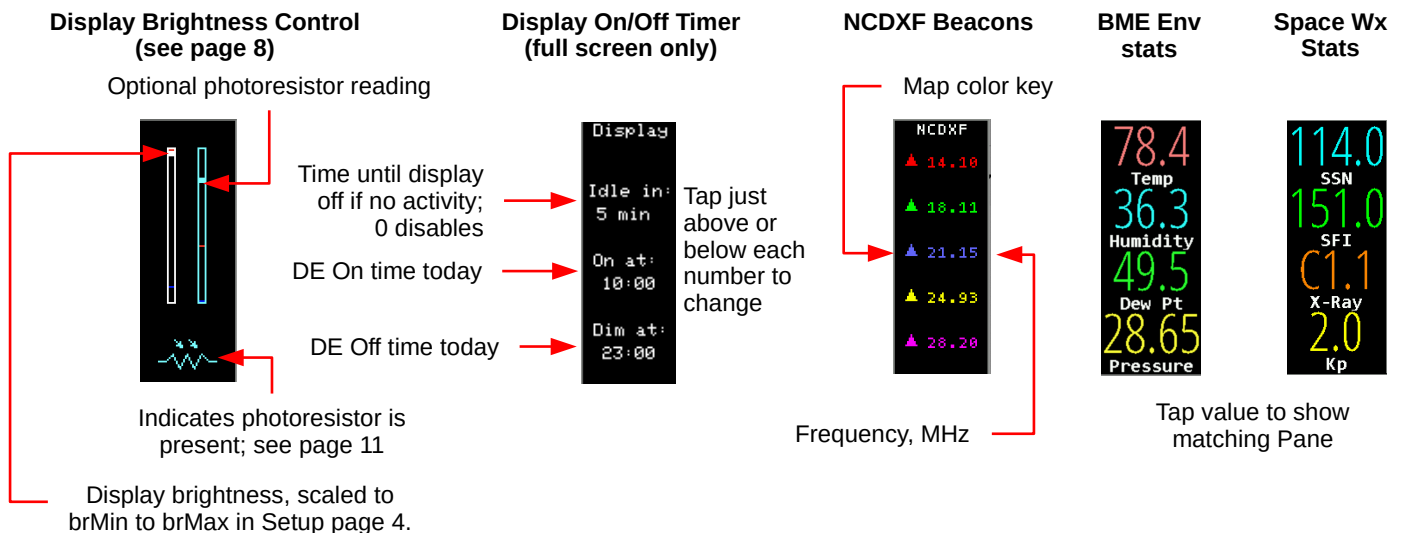 Display Brightness Control
(see page 8)
Optional photoresistor reading
Indicates photoresistor is
present; see page 11
Display brightness, scaled to
brMin to brMax in Setup page 4.
Display On/Off Timer
(full screen only)
Time until display
off if no activity;
0 disables
DE On time today
DE Off time today
Display
Idle in:
5 min
On at:
10:00
Dim at:
23:00
Tap just
above or
below each
number to
change
NCDXF Beacons
Map color key
NCDXF
14.10
18.11
21.15
24.93
28.20
Frequency, MHz
BME Env
stats
78.4
Temp
36.3
Humidity
49.5
Dew Pt
28.65
Pressure
Space Wx
Stats
114.0
SSN
151.0
SFI
C1.1
X-Ray
2.0
Kp
Tap value to show
matching Pane